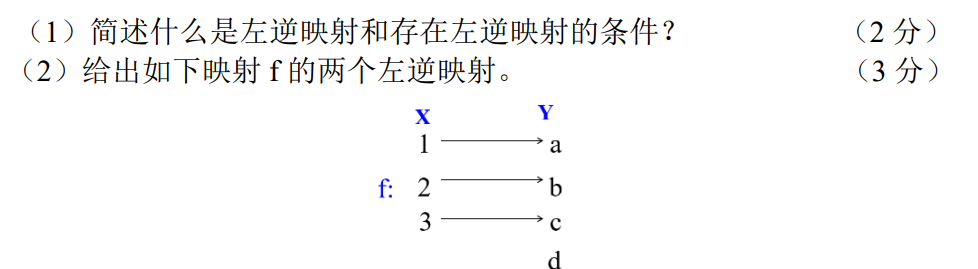 （1）简述什么是左逆映射和存在左逆映射的条件？ （2 分）
（2）给出如下映射 f 的两个左逆映射。 （3 分）
X Y
1 a
f: 2 b
3 c
d